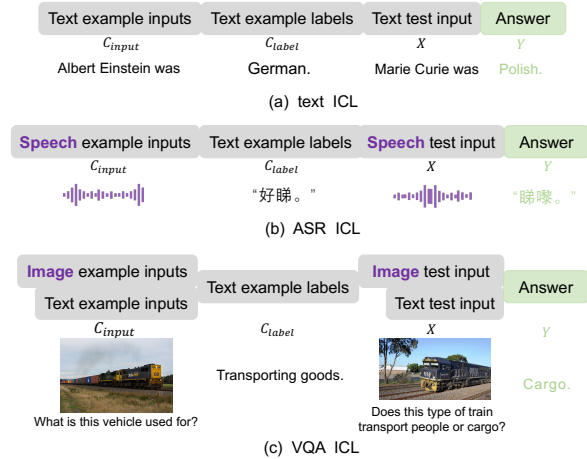 Text example inputs Text example labels Text test input Answer
C_input C_label X Y
Albert Einstein was German. Marie Curie was Polish.
(a) text ICL
Speech example inputs Text example labels Speech test input Answer
C_input C_label X Y
“好睇。” “睇嚟。”
(b) ASR ICL
Image example inputs Image test input
Text example labels Answer
Text example inputs Text test input
C_input C_label X Y
Transporting goods. Cargo.
What is this vehicle used for? Does this type of train
transport people or cargo?
(c) VQA ICL